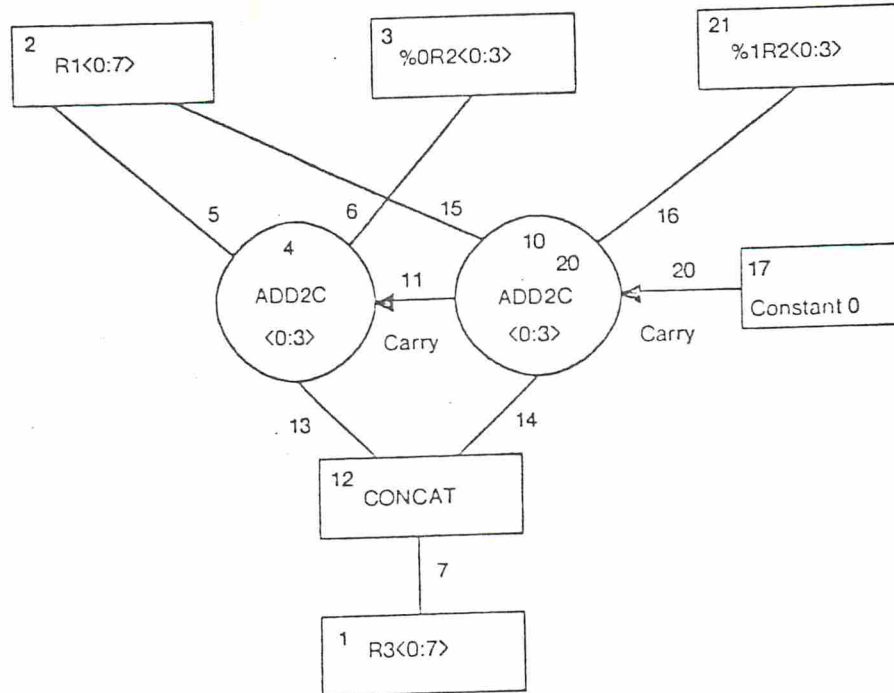 2
R1<0:7>
3
%0R2<0:3>
21
%1R2<0:3>
5
6
15
16
4
ADD2C
<0:3>
11
Carry
10
20
ADD2C
<0:3>
20
Carry
17
Constant 0
13
14
12
CONCAT
7
1
R3<0:7>